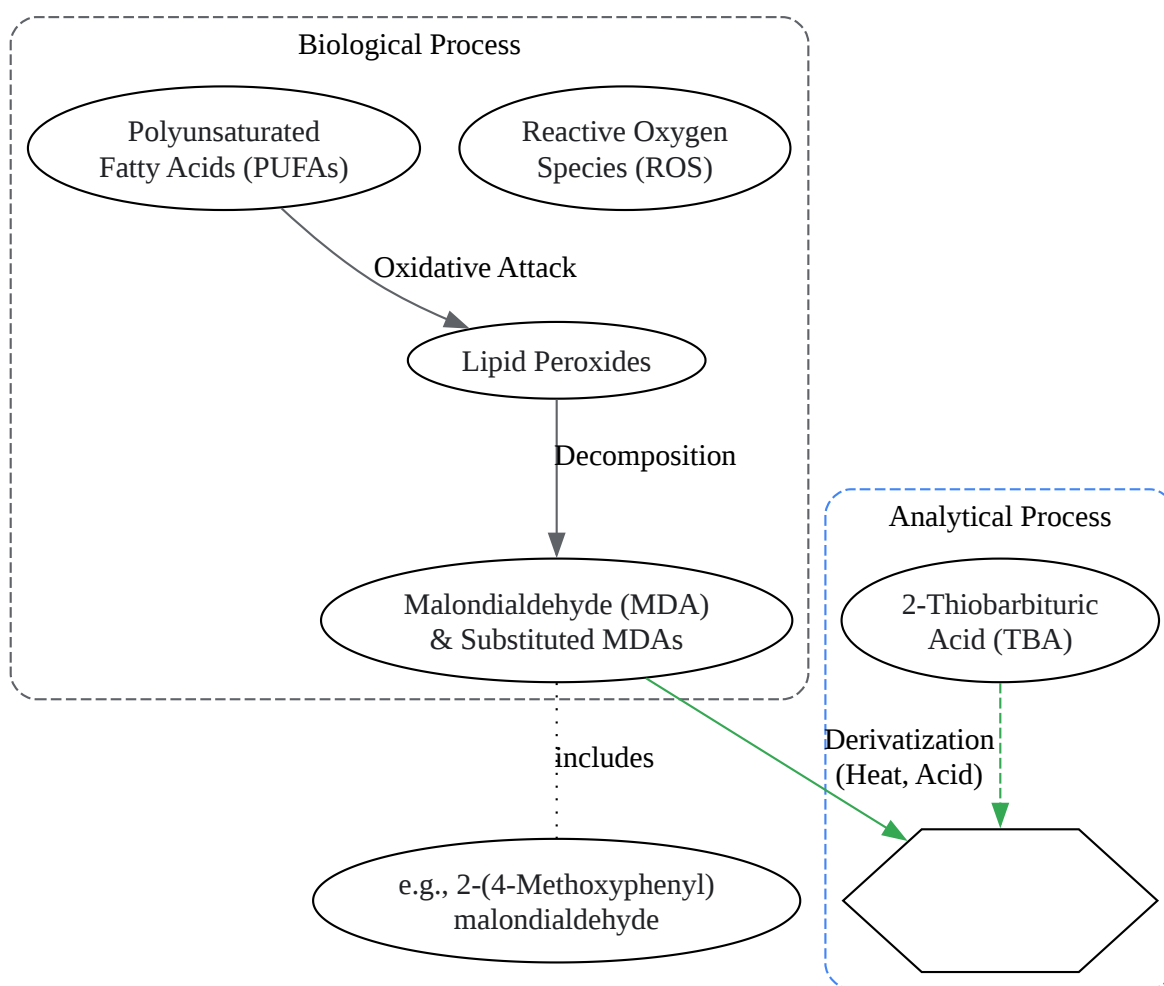 Biological Process
Polyunsaturated
Fatty Acids (PUFAs)
Reactive Oxygen
Species (ROS)
Oxidative Attack
Lipid Peroxides
Decomposition
Analytical Process
Malondialdehyde (MDA)
& Substituted MDAs
2-Thiobarbituric
Acid (TBA)
Derivatization
(Heat, Acid)
includes
e.g., 2-(4-Methoxyphenyl)
malondialdehyde